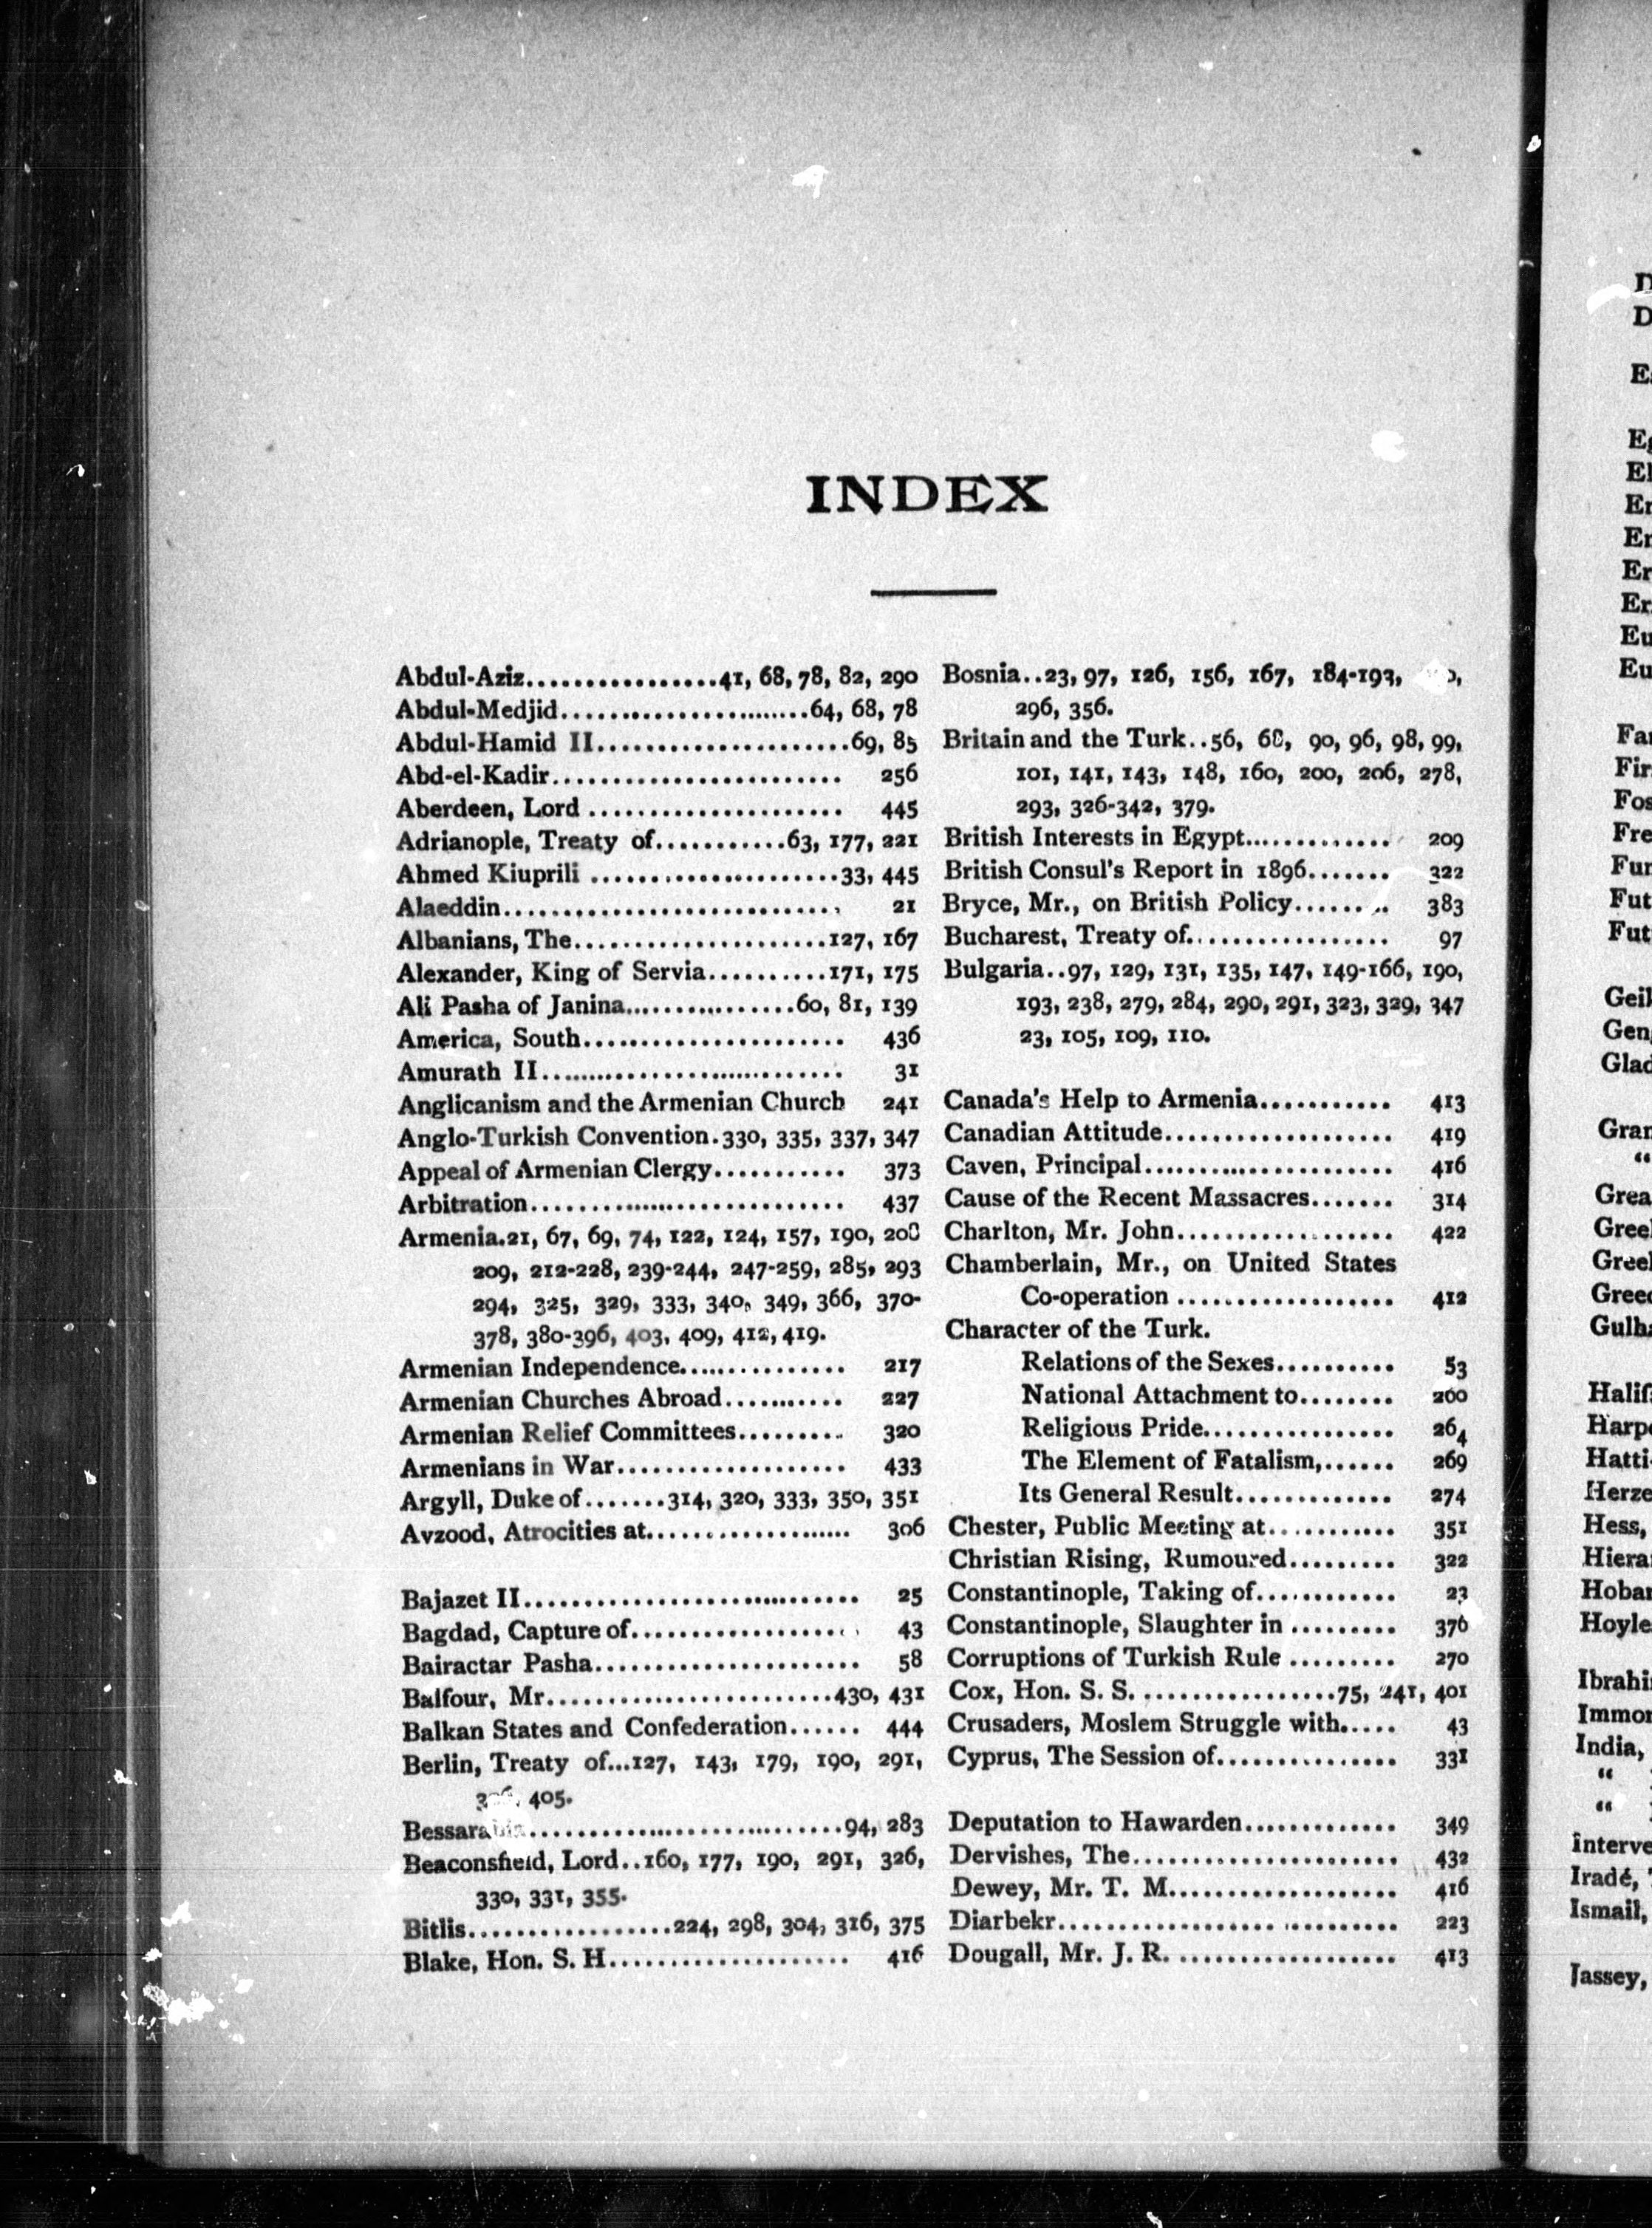 INDEX
Abdul-Aziz................41, 68, 78, 82, 290
Abdul-Medjid.....................64, 68, 78
Abdul-Hamid II.....................69, 85
Abd-el-Kadir........................ 256
Aberdeen, Lord ...................... 445
Adrianople, Treaty of...........63, 177, 221
Ahmed Kiuprili .....................33, 445
Alaeddin............................. 21
Albanians, The.....................127, 167
Alexander, King of Servia..........171, 175
Ali Pasha of Janina...............60, 81, 139
America, South....................... 436
Amurath II.......................... 31
Anglicanism and the Armenian Church 241
Anglo-Turkish Convention.330, 335, 337, 347
Appeal of Armenian Clergy........... 373
Arbitration........................... 437
Armenia.21, 67, 69, 74, 122, 124, 157, 190, 208
209, 212-228, 239-244, 247-259, 285, 293
294, 325, 329, 333, 340, 349, 366, 370-
378, 380-396, 403, 409, 412, 419.
Armenian Independence............... 217
Armenian Churches Abroad........... 227
Armenian Relief Committees......... 320
Armenians in War.................... 433
Argyll, Duke of.......314, 320, 333, 350, 351
Avzood, Atrocities at.................. 306
Bajazet II............................. 25
Bagdad, Capture of................... 43
Bairactar Pasha....................... 58
Balfour, Mr.........................430, 431
Balkan States and Confederation...... 444
Berlin, Treaty of...127, 143, 179, 190, 291,
405.
...........................94, 283
Beaconsfield, Lord..160, 177, 190, 291, 326,
330, 331, 355.
Bitlis..................224, 298, 304, 316, 375
Blake, Hon. S. H..................... 416
Bosnia..23, 97, 126, 156, 167, 184-193,
296, 356.
Britain and the Turk..56, 90, 96, 98, 99,
101, 141, 143, 148, 160, 200, 206, 278,
293, 326-342, 379.
British Interests in Egypt............. 209
British Consul's Report in 1896....... 322
Bryce, Mr., on British Policy........ 383
Bucharest, Treaty of.................. 97
Bulgaria..97, 129, 131, 135, 147, 149-166, 190,
193, 238, 279, 284, 290, 291, 323, 329, 347
23, 105, 109, 110.
Canada's Help to Armenia........... 413
Canadian Attitude.................... 419
Caven, Principal...................... 416
Cause of the Recent Massacres....... 314
Charlton, Mr. John................... 422
Chamberlain, Mr., on United States
Co-operation ................... 412
Character of the Turk.
Relations of the Sexes.......... 53
National Attachment to........ 260
Religious Pride................ 264
The Element of Fatalism,...... 269
Its General Result............. 274
Chester, Public Meeting at........... 351
Christian Rising, Rumoured......... 322
Constantinople, Taking of............ 23
Constantinople, Slaughter in ......... 376
Corruptions of Turkish Rule ......... 270
Cox, Hon. S. S. .................75, 241, 401
Crusaders, Moslem Struggle with..... 43
Cyprus, The Session of............... 331
Deputation to Hawarden............. 349
Dervishes, The....................... 432
Dewey, Mr. T. M.................... 416
Diarbekr............................. 223
Dougall, Mr. J. R. ................... 413
Grea
India,
"
"
Ismail,
Jassey,